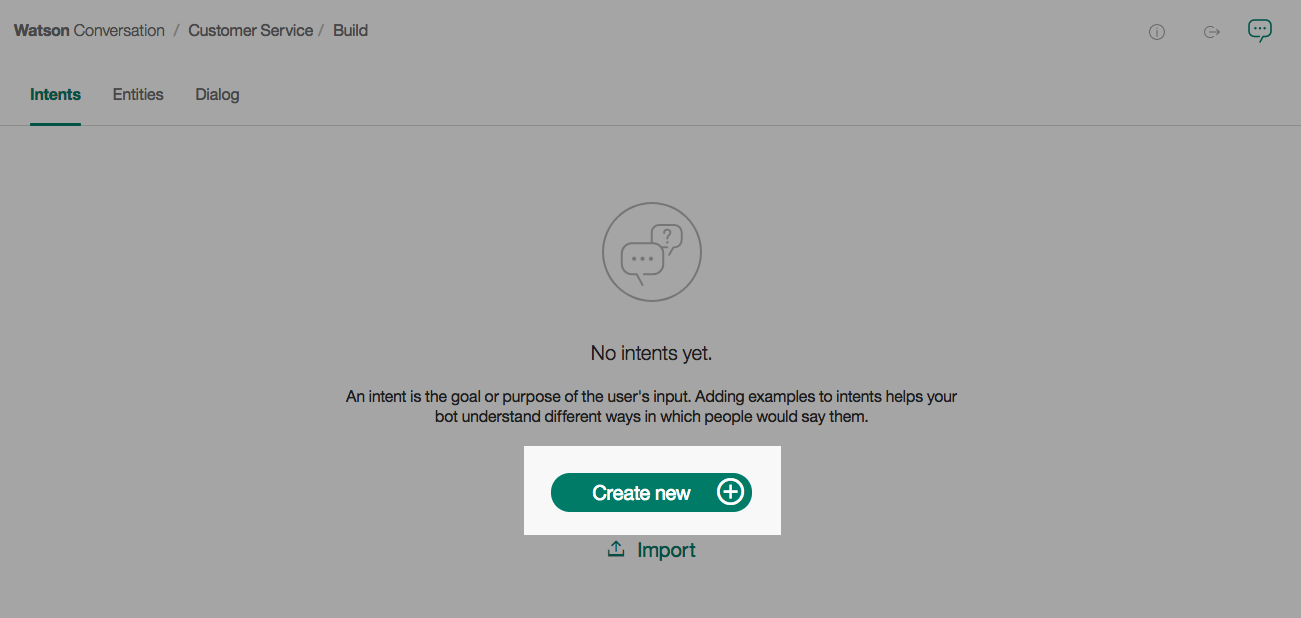 Watson Conversation / Customer Service / Build
Intents Entities Dialog
?
No intents yet.
An intent is the goal or purpose of the user's input. Adding examples to intents helps your
bot understand different ways in which people would say them.
Create new
Import